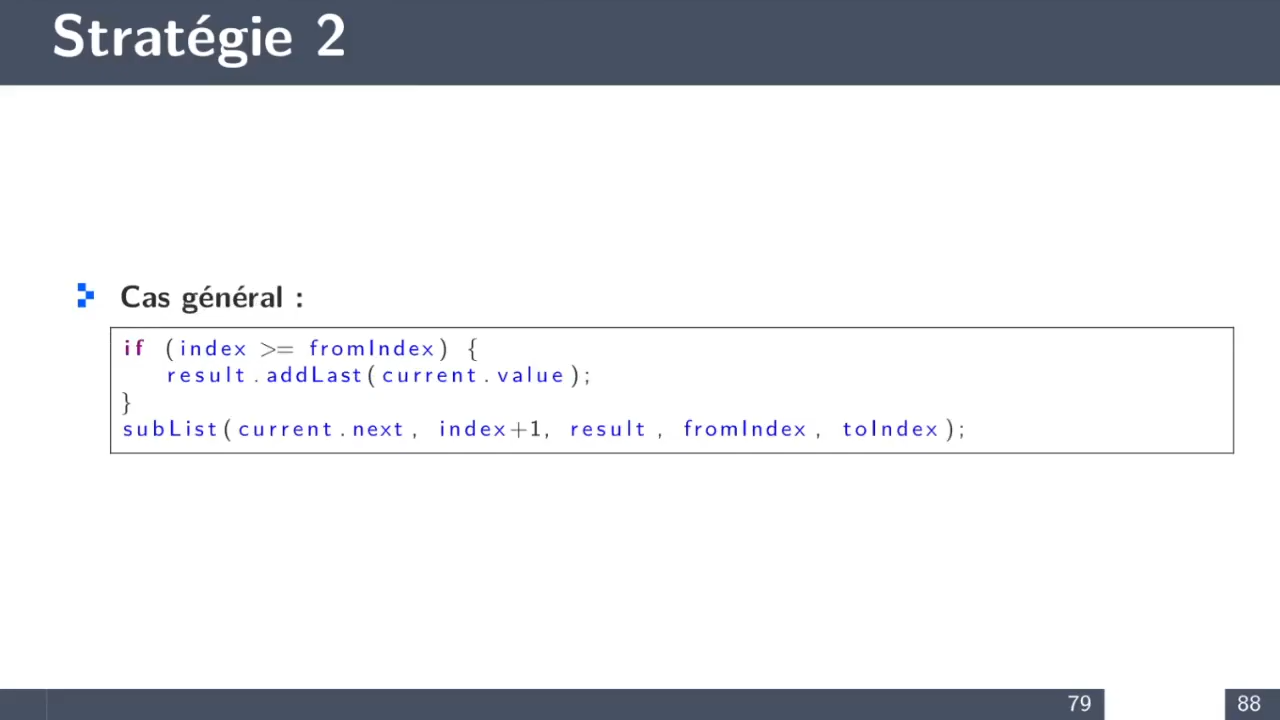 Stratégie 2
Cas général :
if (index >= fromIndex) {
result.addLast(current.value);
}
subList(current.next, index+1, result, fromIndex, toIndex);
79
88